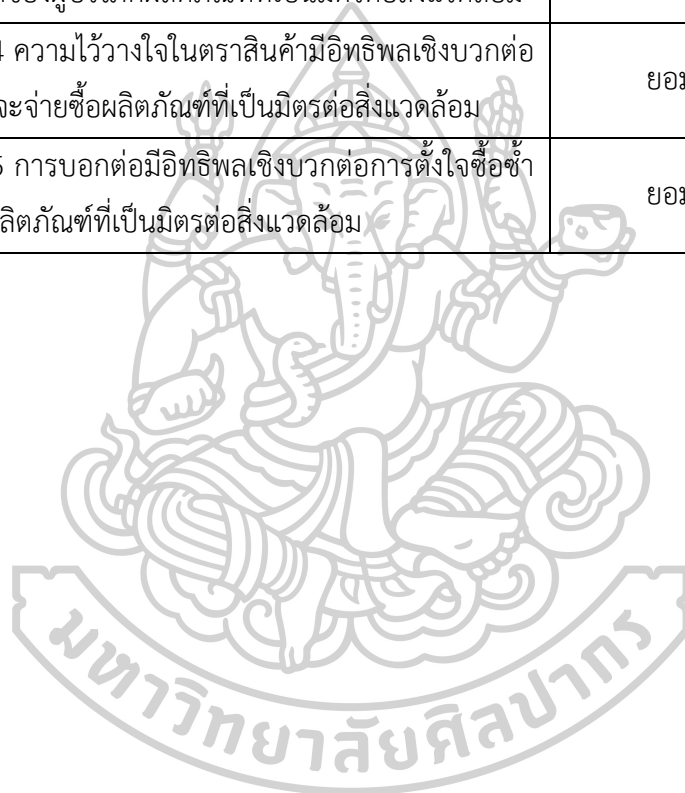 4 ความไว้วางใจในตราสินค้ามีอิทธิพลเชิงบวกต่อ
จะจ่ายซื้อผลิตภัณฑ์ที่เป็นมิตรต่อสิ่งแวดล้อม
ยอม
5 การบอกต่อมีอิทธิพลเชิงบวกต่อการตั้งใจซื้อซ้ำ
ลิตภัณฑ์ที่เป็นมิตรต่อสิ่งแวดล้อม
ยอม
มหาวิทยาลัยศิลปากร